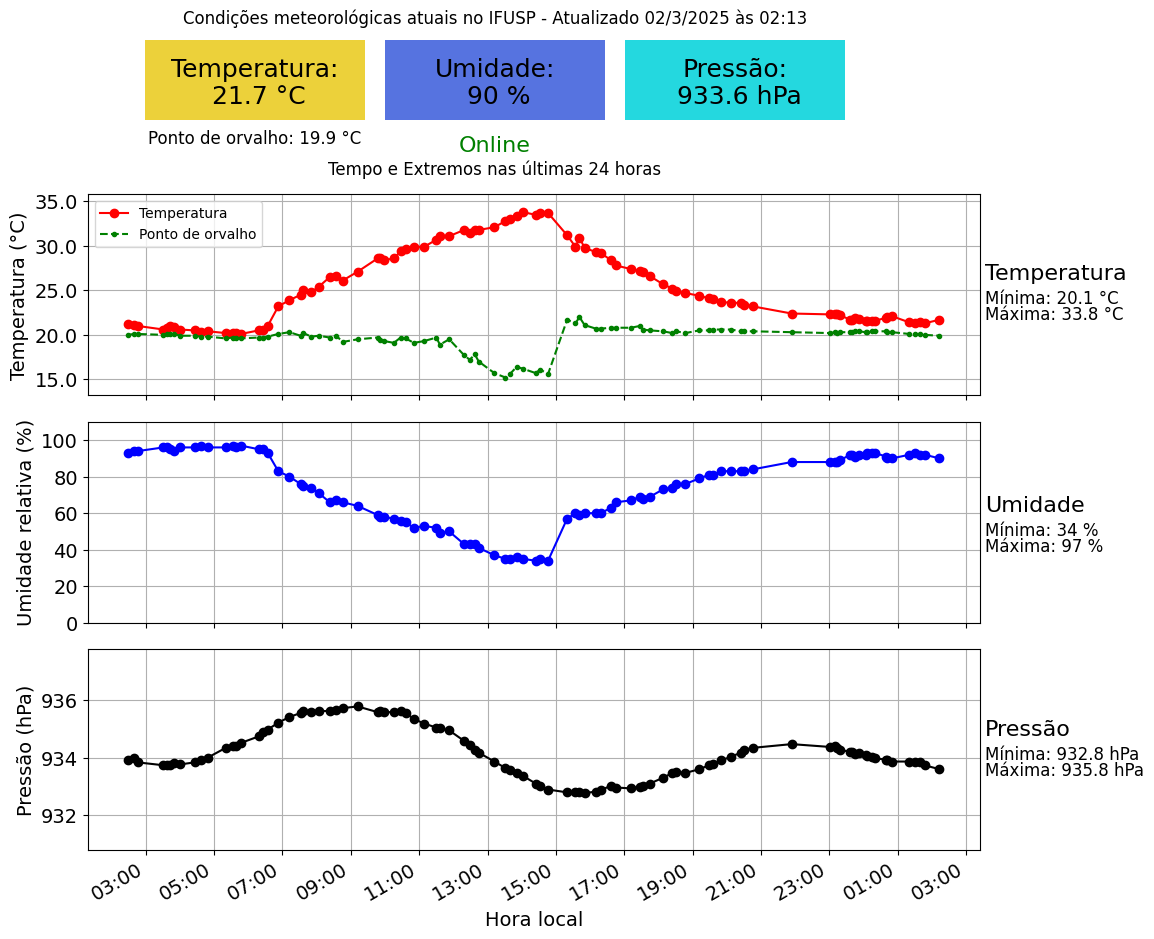 Condições meteorológicas atuais no IFUSP - Atualizado 02/3/2025 às 02:13
Temperatura:
21.7 °C
Umidade:
90 %
Pressão:
933.6 hPa
Ponto de orvalho: 19.9 °C
Online
Tempo e Extremos nas últimas 24 horas
Temperatura (°C)
35.0
30.0
25.0
20.0
15.0
Temperatura
Ponto de orvalho
Temperatura
Mínima: 20.1 °C
Máxima: 33.8 °C
Umidade relativa (%)
100
80
60
40
20
0
Umidade
Mínima: 34 %
Máxima: 97 %
Pressão (hPa)
936
934
932
Pressão
Mínima: 932.8 hPa
Máxima: 935.8 hPa
03:00 05:00 07:00 09:00 11:00 13:00 15:00 17:00 19:00 21:00 23:00 01:00 03:00
Hora local